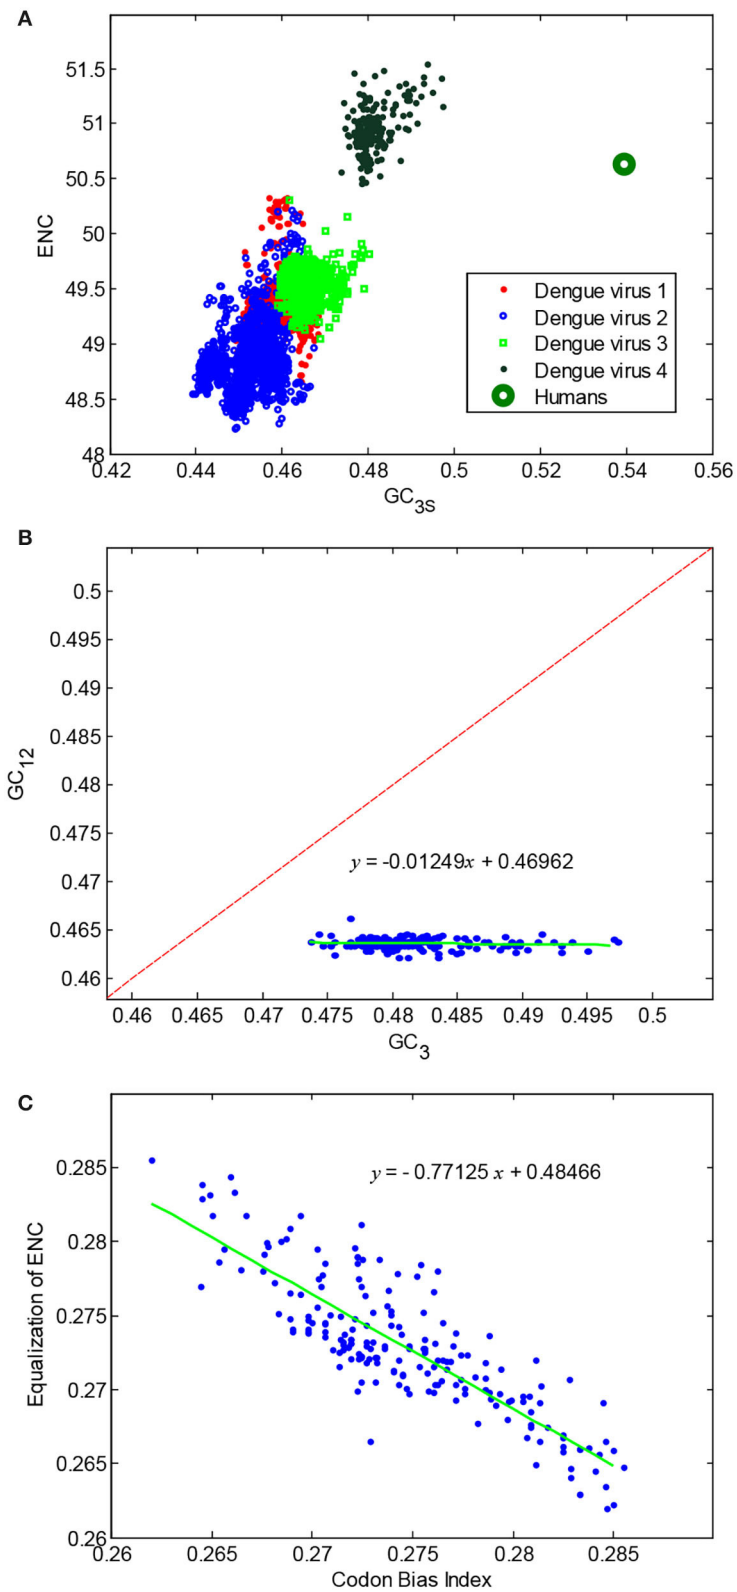 A
51.5
51
50.5
50
49.5
49
48.5
48
ENC
Dengue virus 1
Dengue virus 2
Dengue virus 3
Dengue virus 4
Humans
0.42 0.44 0.46 0.48 0.5 0.52 0.54 0.56
GC3S
B
0.5
0.495
0.49
0.485
0.48
0.475
0.47
0.465
0.46
GC12
y = -0.01249x + 0.46962
0.46 0.465 0.47 0.475 0.48 0.485 0.49 0.495 0.5
GC3
C
0.285
0.28
0.275
0.27
0.265
0.26
Equalization of ENC
y = - 0.77125 x + 0.48466
0.26 0.265 0.27 0.275 0.28 0.285
Codon Bias Index